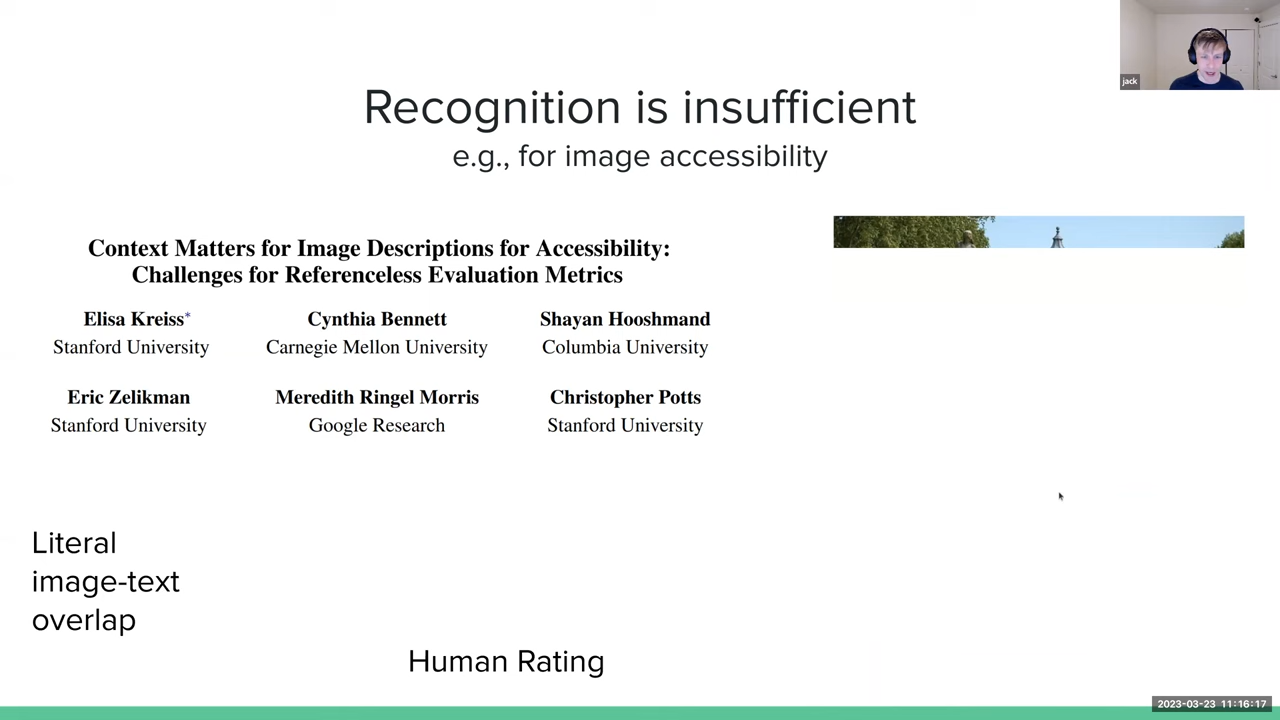 jack
Recognition is insufficient
e.g., for image accessibility
Context Matters for Image Descriptions for Accessibility:
Challenges for Referenceless Evaluation Metrics
Elisa Kreiss* Cynthia Bennett Shayan Hooshmand
Stanford University Carnegie Mellon University Columbia University
Eric Zelikman Meredith Ringel Morris Christopher Potts
Stanford University Google Research Stanford University
Literal
image-text
overlap
Human Rating
2023-03-23 11:16:17